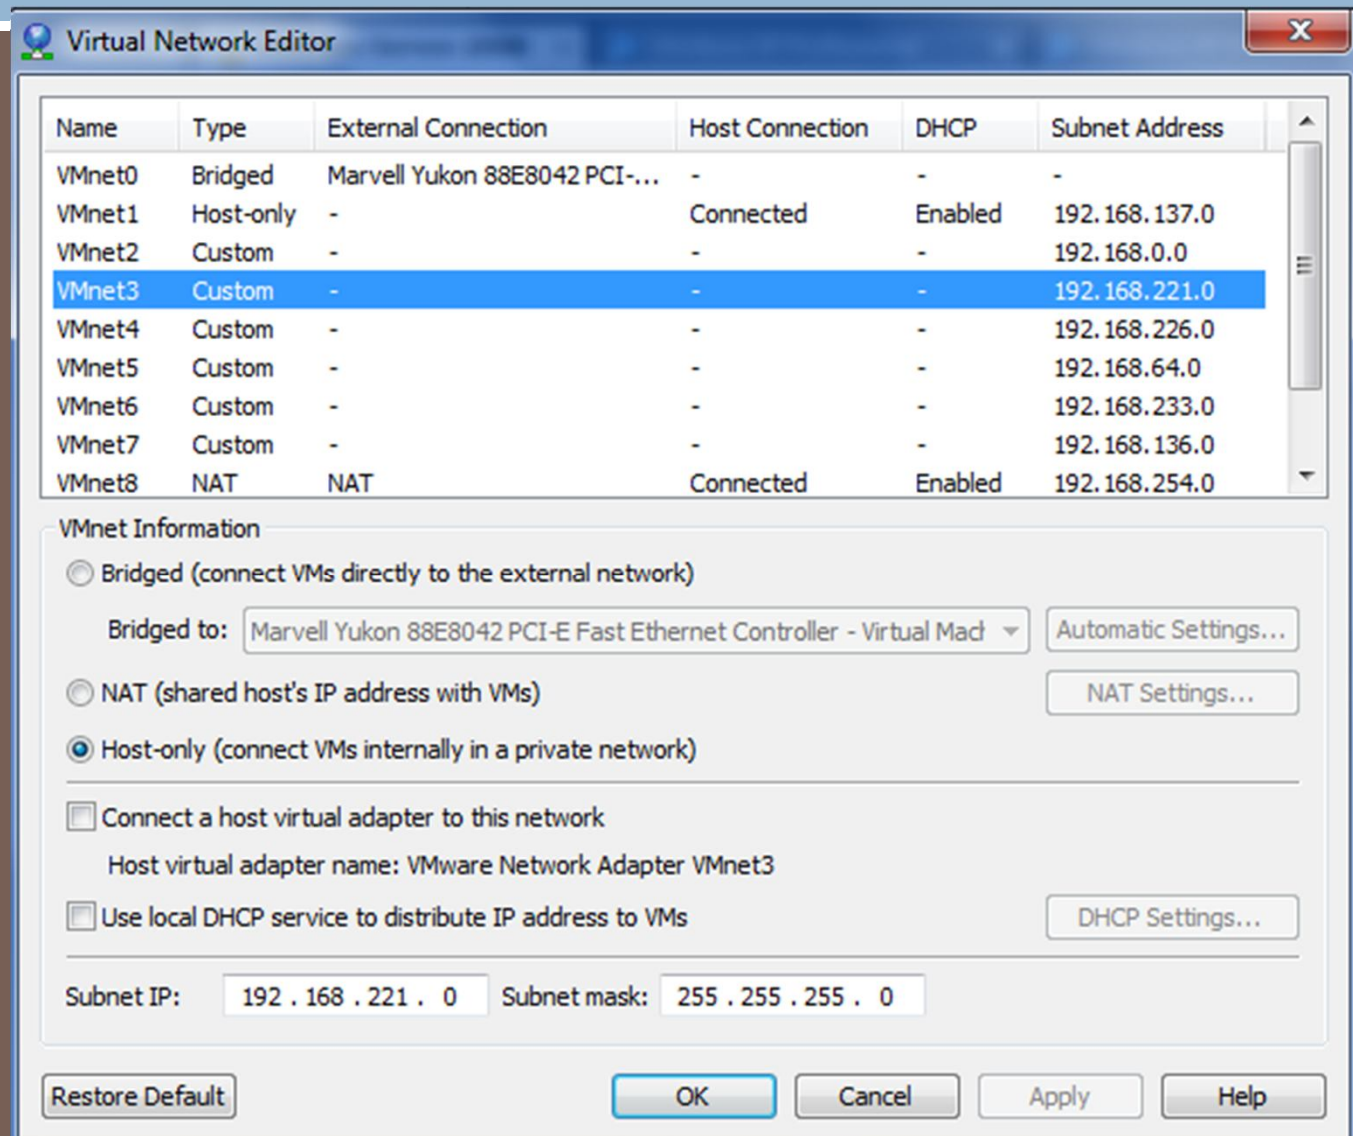 Virtual Network Editor
Name Type External Connection Host Connection DHCP Subnet Address
VMnet0 Bridged Marvell Yukon 88E8042 PCI-... - - -
VMnet1 Host-only - Connected Enabled 192.168.137.0
VMnet2 Custom - - - 192.168.0.0
VMnet3 Custom - - - 192.168.221.0
VMnet4 Custom - - - 192.168.226.0
VMnet5 Custom - - - 192.168.64.0
VMnet6 Custom - - - 192.168.233.0
VMnet7 Custom - - - 192.168.136.0
VMnet8 NAT NAT Connected Enabled 192.168.254.0
VMnet Information
Bridged (connect VMs directly to the external network)
Bridged to: Marvell Yukon 88E8042 PCI-E Fast Ethernet Controller - Virtual Automatic Settings...
NAT (shared host's IP address with VMs) NAT Settings...
Host-only (connect VMs internally in a private network)
Connect a host virtual adapter to this network
Host virtual adapter name: VMware Network Adapter VMnet3
Use local DHCP service to distribute IP address to VMs DHCP Settings...
Subnet IP: 192 . 168 . 221 . 0 Subnet mask: 255 . 255 . 255 . 0
Restore Default OK Cancel Apply Help